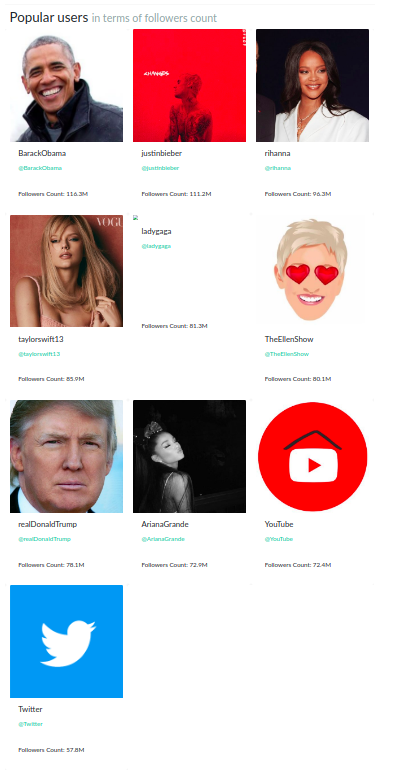 Popular users in terms of followers count
CHANGES
BarackObama
@BarackObama
Followers Count: 116.3M
justinbieber
@justinbieber
Followers Count: 111.2M
rihanna
@rihanna
Followers Count: 96.3M
VOGU
taylorswift13
@taylorswift13
Followers Count: 85.9M
ladygaga
@ladygaga
Followers Count: 81.3M
TheEllenShow
@TheEllenShow
Followers Count: 80.1M
realDonaldTrump
@realDonaldTrump
Followers Count: 78.1M
ArianaGrande
@ArianaGrande
Followers Count: 72.9M
YouTube
@YouTube
Followers Count: 72.4M
Twitter
@Twitter
Followers Count: 57.8M